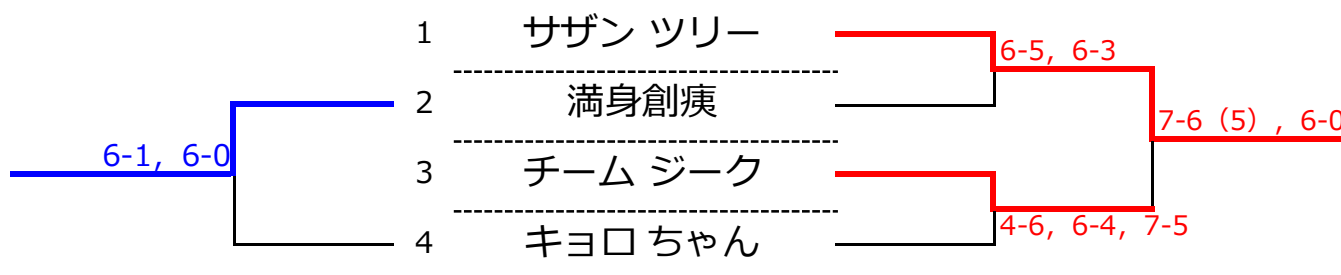 1 サザン ツリー
6-5, 6-3
2 満身創痍
7-6 (5) , 6-0
6-1, 6-0
3 チーム ジーク
4-6, 6-4, 7-5
4 キョロ ちゃん